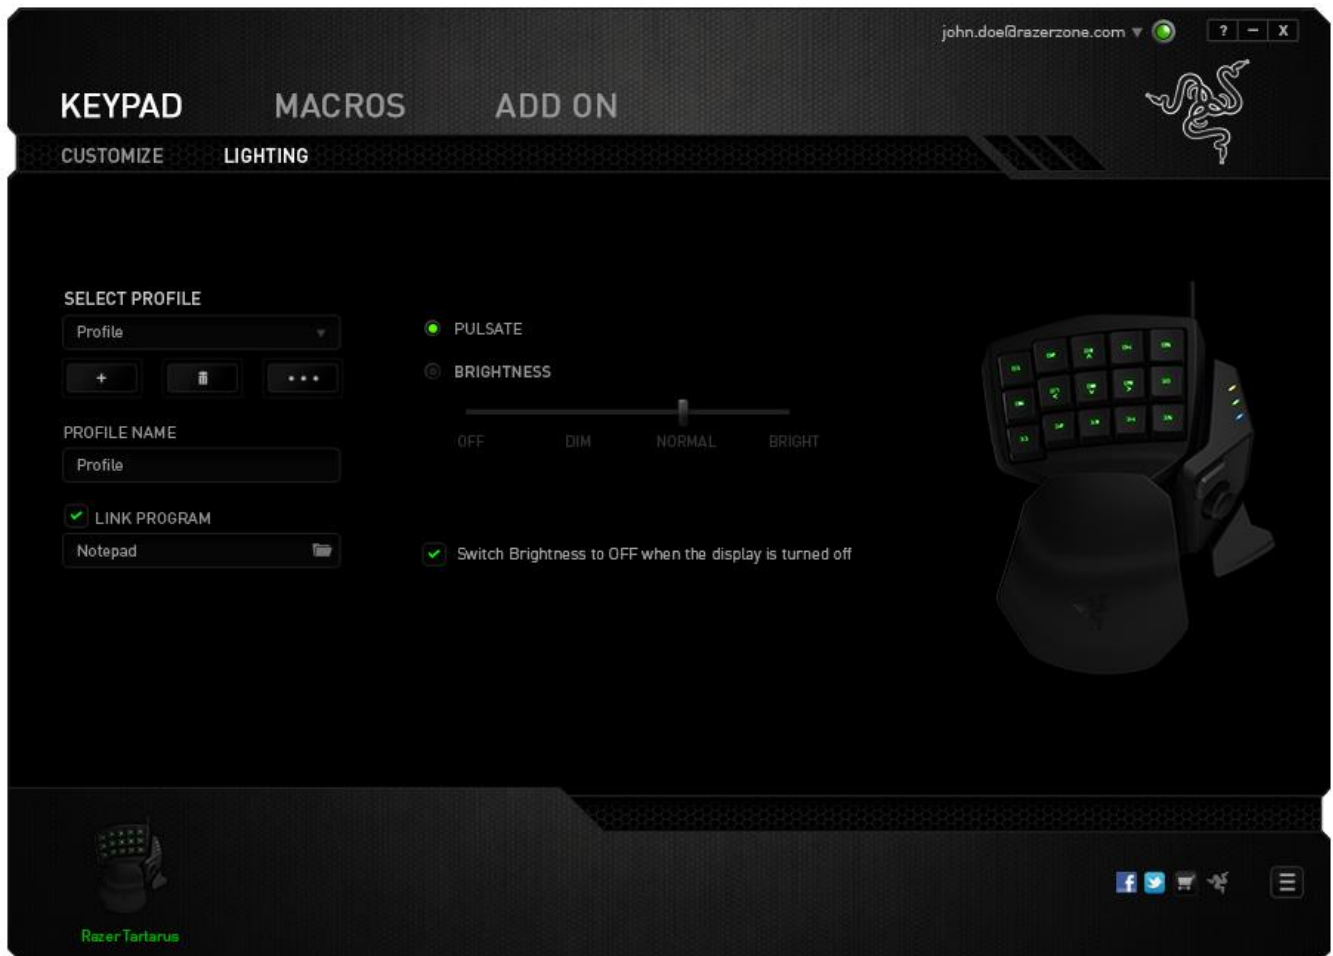 john.doe@razerzone.com
? – X
KEYPAD MACROS ADD ON
CUSTOMIZE LIGHTING
SELECT PROFILE
Profile
+
PROFILE NAME
Profile
LINK PROGRAM
Notepad
PULSATE
BRIGHTNESS
OFF DIM NORMAL BRIGHT
Switch Brightness to OFF when the display is turned off
Razer Tartarus